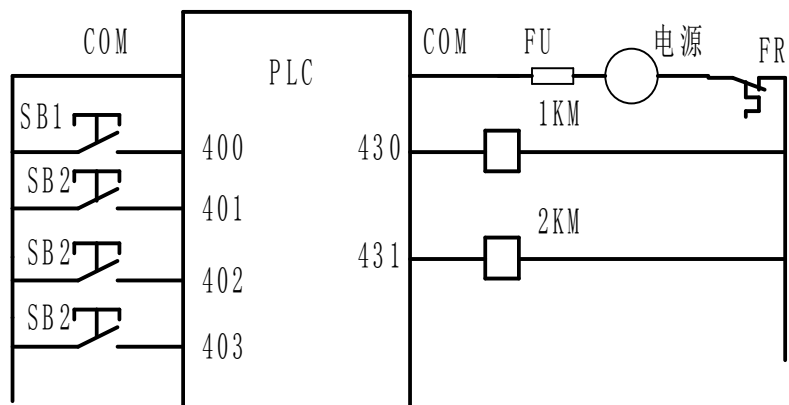 COM
PLC
COM
FU
电源
FR
SB1
400
430
1KM
SB2
401
SB2
402
431
2KM
SB2
403